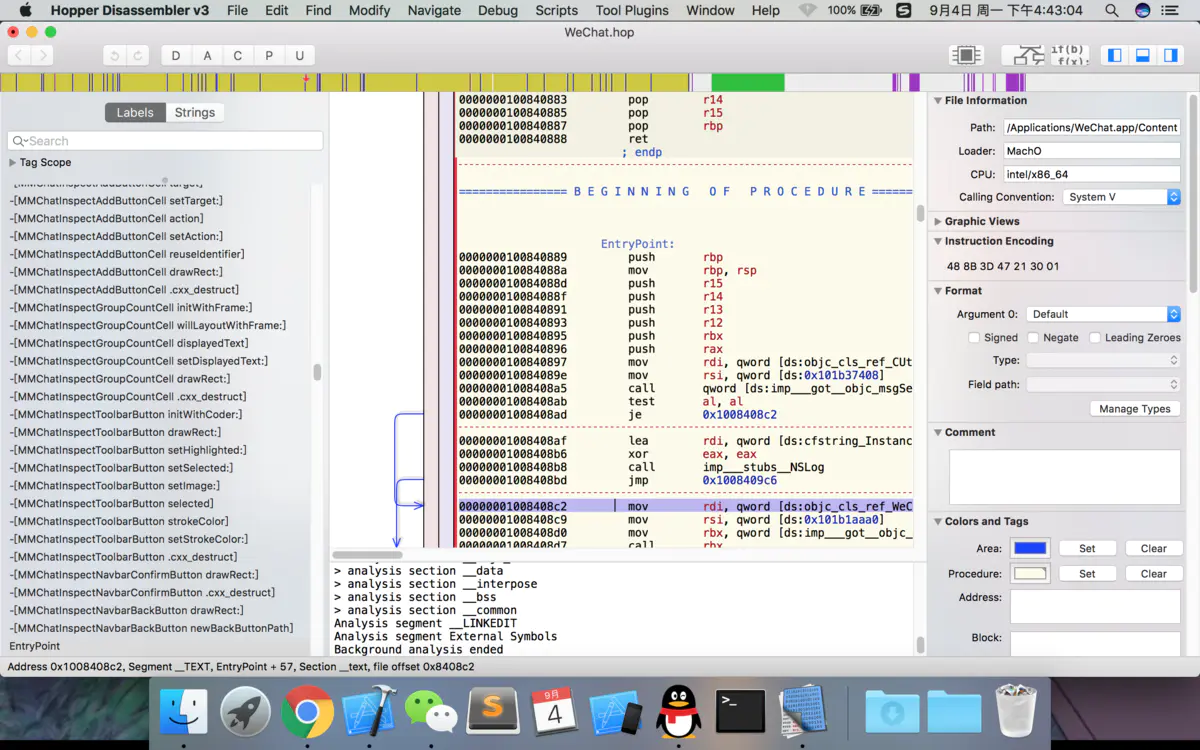 Hopper Disassembler v3 File Edit Find Modify Navigate Debug Scripts Tool Plugins Window Help 100% 9月4日 周一 下午4:43:04
WeChat.hop
D A C P U
if(b)
f(x);
Labels Strings
Search
Tag Scope
-[MMChatInspectAddButtonCell target]
-[MMChatInspectAddButtonCell setTarget:]
-[MMChatInspectAddButtonCell action]
-[MMChatInspectAddButtonCell setAction:]
-[MMChatInspectAddButtonCell reuseIdentifier]
-[MMChatInspectAddButtonCell drawRect:]
-[MMChatInspectAddButtonCell .cxx_destruct]
-[MMChatInspectGroupCountCell initWithFrame:]
-[MMChatInspectGroupCountCell willLayoutWithFrame:]
-[MMChatInspectGroupCountCell displayedText]
-[MMChatInspectGroupCountCell setDisplayedText:]
-[MMChatInspectGroupCountCell drawRect:]
-[MMChatInspectGroupCountCell .cxx_destruct]
-[MMChatInspectToolbarButton initWithCoder:]
-[MMChatInspectToolbarButton drawRect:]
-[MMChatInspectToolbarButton setHighlighted:]
-[MMChatInspectToolbarButton setSelected:]
-[MMChatInspectToolbarButton setImage:]
-[MMChatInspectToolbarButton selected]
-[MMChatInspectToolbarButton strokeColor]
-[MMChatInspectToolbarButton setStrokeColor:]
-[MMChatInspectToolbarButton .cxx_destruct]
-[MMChatInspectNavbarConfirmButton drawRect:]
-[MMChatInspectNavbarConfirmButton .cxx_destruct]
-[MMChatInspectNavbarBackButton drawRect:]
-[MMChatInspectNavbarBackButton newBackButtonPath]
EntryPoint
0000000100840883 pop r14
0000000100840885 pop r15
0000000100840887 pop rbp
0000000100840888 ret
; endp
================ B E G I N N I N G O F P R O C E D U R E ======
EntryPoint:
0000000100840889 push rbp
000000010084088a mov rbp, rsp
000000010084088d push r15
000000010084088f push r14
0000000100840891 push r13
0000000100840893 push r12
0000000100840895 push rbx
0000000100840896 push rax
0000000100840897 mov rdi, qword [ds:objc_cls_ref_CUt
000000010084089e mov rsi, qword [ds:0x101b37408]
00000001008408a5 call qword [ds:imp___got__objc_msgSe
00000001008408ab test al, al
00000001008408ad je 0x1008408c2
00000001008408af lea rdi, qword [ds:cfstring_Instanc
00000001008408b6 xor eax, eax
00000001008408b8 call imp___stubs__NSLog
00000001008408bd jmp 0x1008409c6
00000001008408c2 mov rdi, qword [ds:objc_cls_ref_WeC
00000001008408c9 mov rsi, qword [ds:0x101b1aaa0]
00000001008408d0 mov rbx, qword [ds:imp___got__objc_
00000001008408d7 call rbx
> analysis section __data
> analysis section __interpose
> analysis section __bss
> analysis section __common
Analysis segment __LINKEDIT
Analysis segment External Symbols
Background analysis ended
File Information
Path: /Applications/WeChat.app/Content
Loader: MachO
CPU: intel/x86_64
Calling Convention: System V
Graphic Views
Instruction Encoding
48 8B 3D 47 21 30 01
Format
Argument 0: Default
Signed Negate Leading Zeroes
Type:
Field path:
Manage Types
Comment
Colors and Tags
Area: Set Clear
Procedure: Set Clear
Address:
Block:
Address 0x1008408c2, Segment __TEXT, EntryPoint + 57, Section __text, file offset 0x8408c2
9月
4